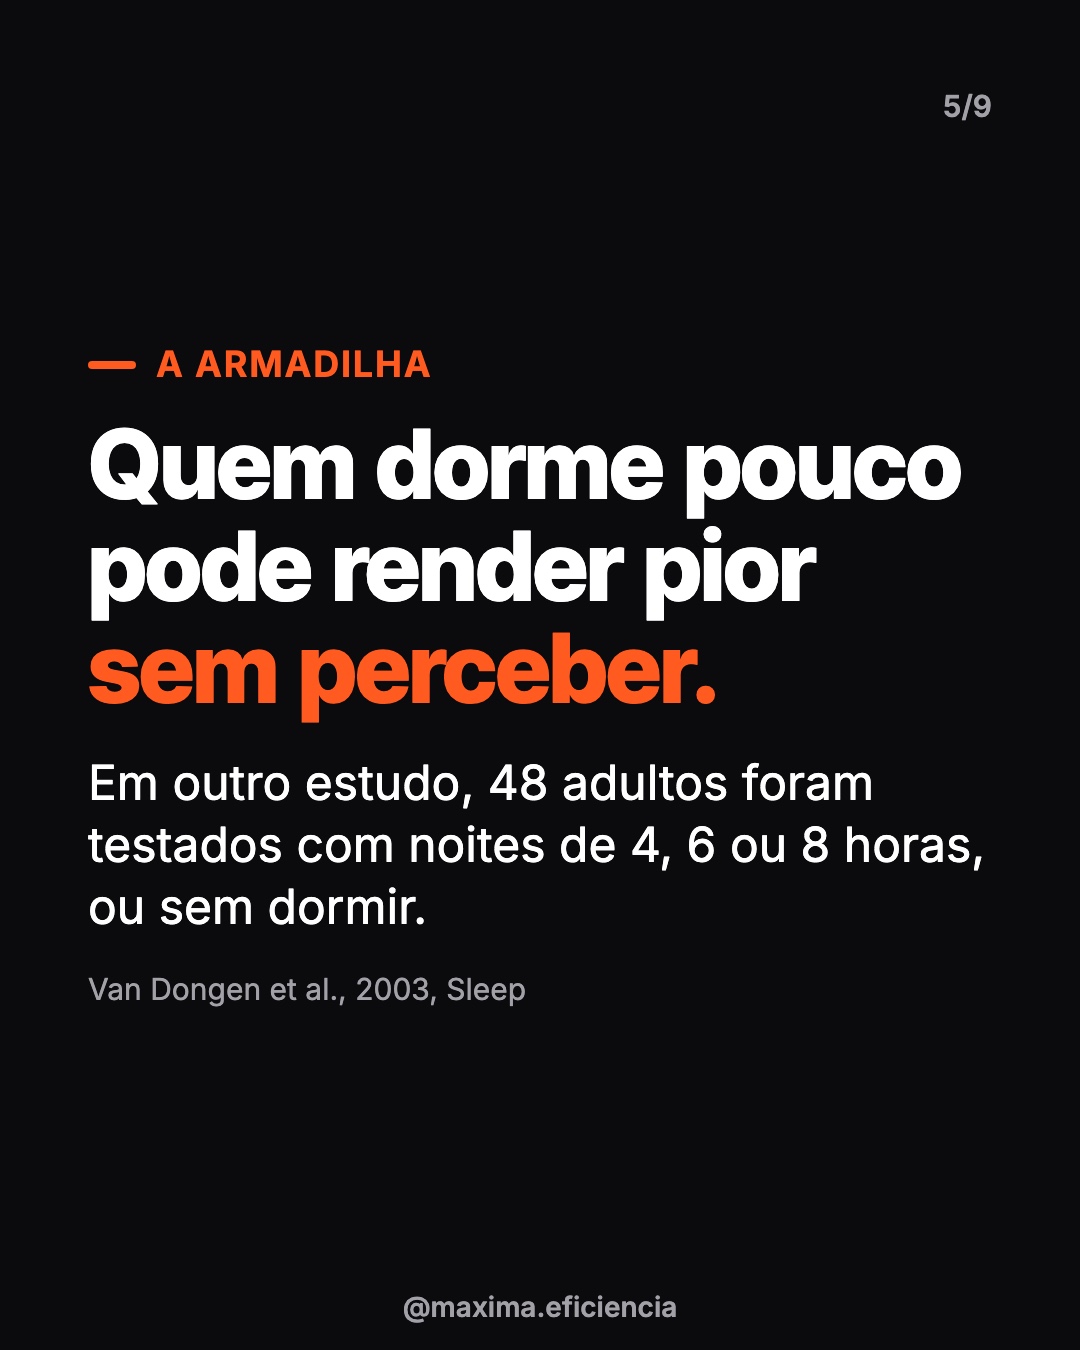 5/9
A ARMADILHA
Quem dorme pouco
pode render pior
sem perceber.
Em outro estudo, 48 adultos foram
testados com noites de 4, 6 ou 8 horas,
ou sem dormir.
Van Dongen et al., 2003, Sleep
@maxima.eficiencia